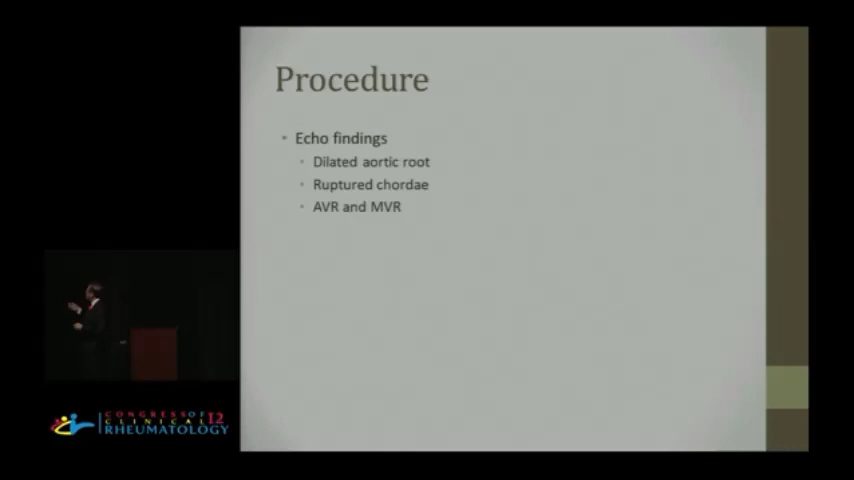 Procedure
Echo findings
Dilated aortic root
Ruptured chordae
AVR and MVR
CONGRESS OF
CLINICAL 12
RHEUMATOLOGY